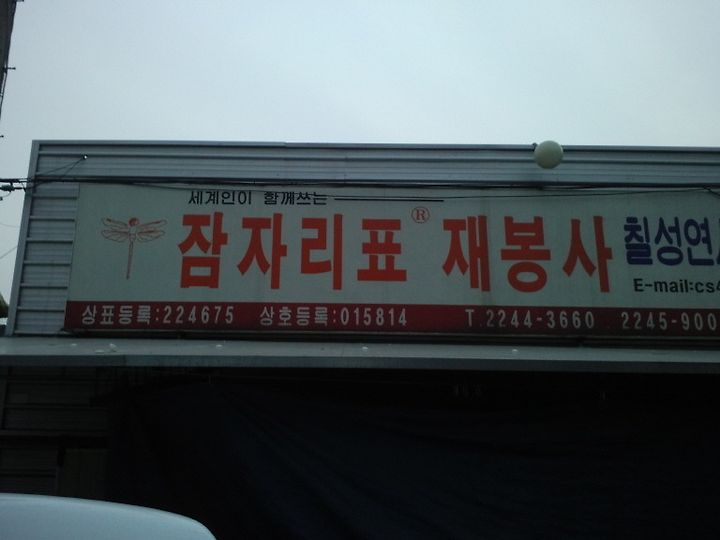 세계인이 함께쓰는
잠자리표® 재봉사
칠성연
E-mail:cs
상표등록:224675 상호등록:015814 T.2244-3660 . 2245-900